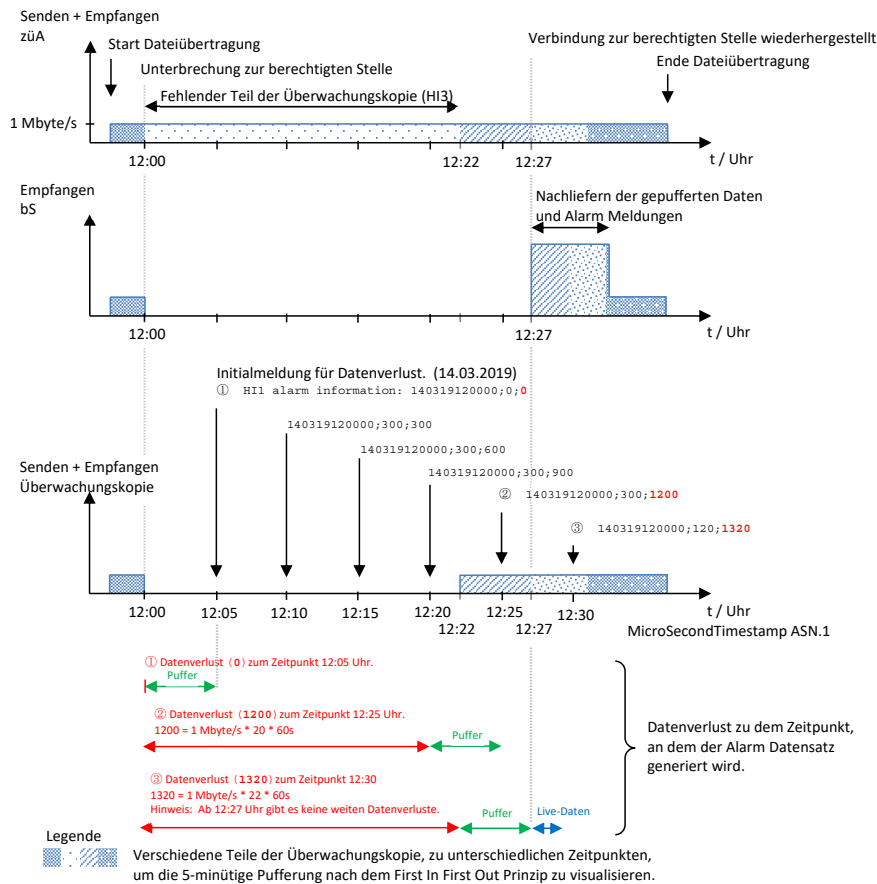 Senden + Empfangen
züA
Start Dateiübertragung
Verbindung zur berechtigten Stelle wiederhergestellt
Ende Dateiübertragung
Unterbrechung zur berechtigten Stelle
Fehlender Teil der Überwachungskopie (HI3)
1 Mbyte/s
12:00
12:22
12:27
t / Uhr
Empfangen
bS
Nachliefern der gepufferten Daten
und Alarm Meldungen
12:00
12:27
t / Uhr
Initialmeldung für Datenverlust. (14.03.2019)
① HI1 alarm information: 140319120000;0;0
140319120000;300;300
140319120000;300;600
140319120000;300;900
② 140319120000;300;1200
③ 140319120000;120;1320
Senden + Empfangen
Überwachungskopie
12:00
12:05
12:10
12:15
12:20
12:25
12:30
t / Uhr
12:22
12:27
MicroSecondTimestamp ASN.1
① Datenverlust (0) zum Zeitpunkt 12:05 Uhr.
Puffer
② Datenverlust (1200) zum Zeitpunkt 12:25 Uhr.
1200 = 1 Mbyte/s * 20 * 60s
Puffer
③ Datenverlust (1320) zum Zeitpunkt 12:30
1320 = 1 Mbyte/s * 22 * 60s
Hinweis: Ab 12:27 Uhr gibt es keine weiten Datenverluste.
Puffer
Live-Daten
Datenverlust zu dem Zeitpunkt,
an dem der Alarm Datensatz
generiert wird.
Legende
Verschiedene Teile der Überwachungskopie, zu unterschiedlichen Zeitpunkten,
um die 5-minütige Pufferung nach dem First In First Out Prinzip zu visualisieren.